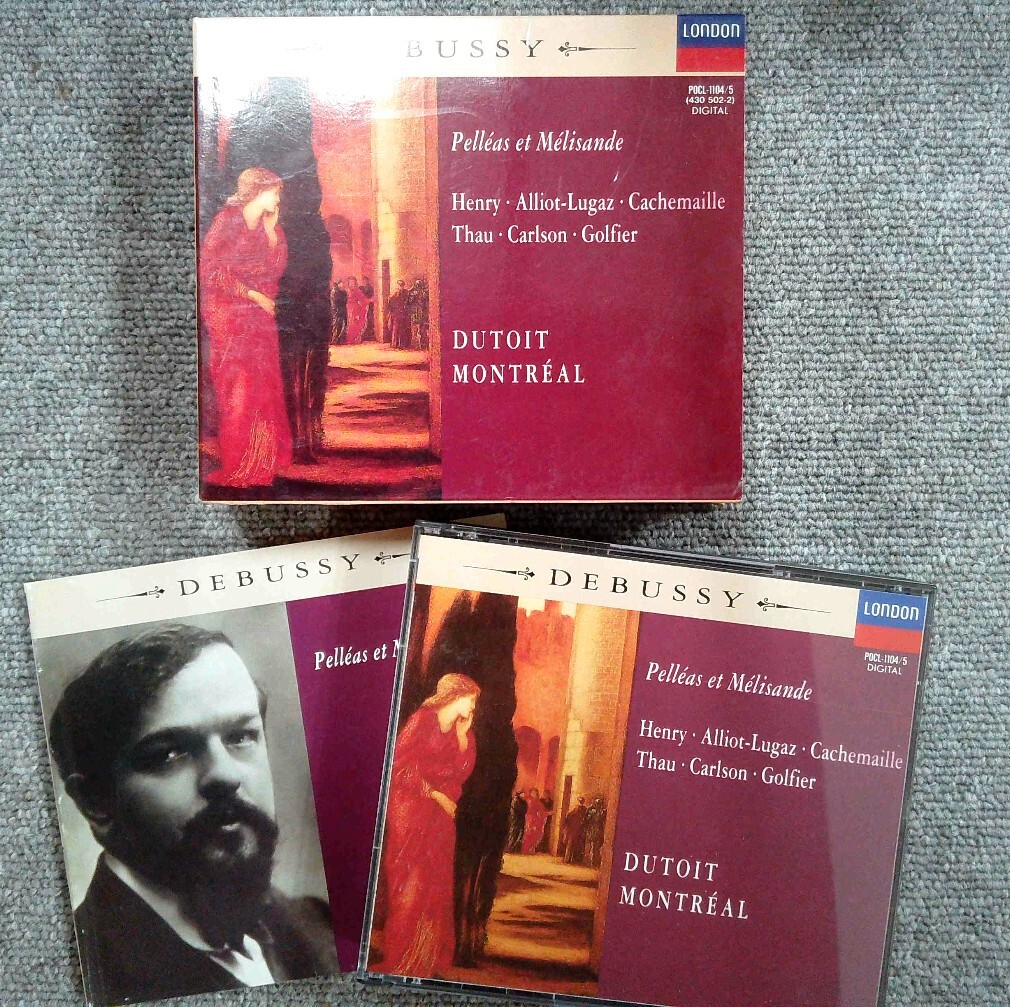 BUSSY
LONDON
POCL-1104/5
(430 502-2)
DIGITAL
Pelléas et Mélisande
Henry · Alliot-Lugaz · Cachemaille
Thau · Carlson · Golfier
DUTOIT
MONTRÉAL
DEBUSSY
Pelléas et M
DEBUSSY
LONDON
POCL-1104/5
DIGITAL
Pelléas et Mélisande
Henry · Alliot-Lugaz · Cachemaille
Thau · Carlson · Golfier
DUTOIT
MONTRÉAL